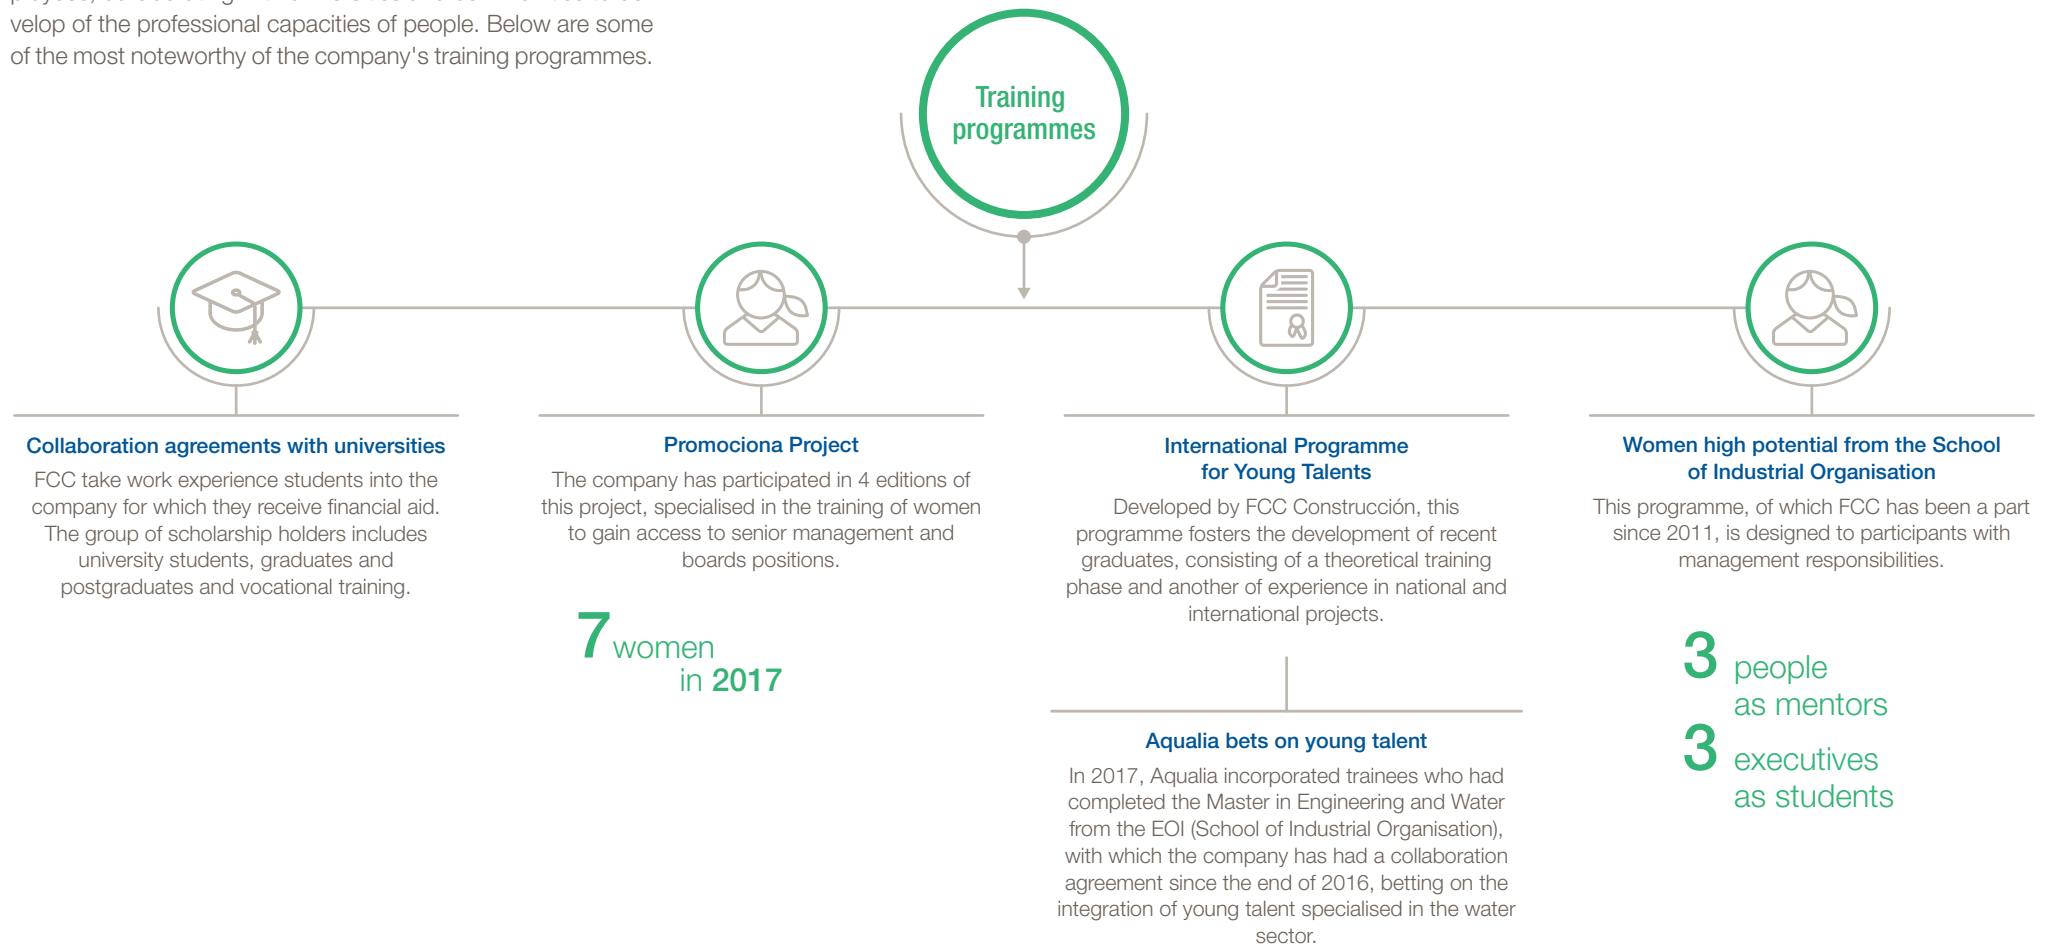 velop of the professional capacities of people. Below are some
of the most noteworthy of the company's training programmes.
Training
programmes
Collaboration agreements with universities
FCC take work experience students into the
company for which they receive financial aid.
The group of scholarship holders includes
university students, graduates and
postgraduates and vocational training.
Promociona Project
The company has participated in 4 editions of
this project, specialised in the training of women
to gain access to senior management and
boards positions.
7 women
in 2017
International Programme
for Young Talents
Developed by FCC Construcción, this
programme fosters the development of recent
graduates, consisting of a theoretical training
phase and another of experience in national and
international projects.
Aqualia bets on young talent
In 2017, Aqualia incorporated trainees who had
completed the Master in Engineering and Water
from the EOI (School of Industrial Organisation),
with which the company has had a collaboration
agreement since the end of 2016, betting on the
integration of young talent specialised in the water
sector.
Women high potential from the School
of Industrial Organisation
This programme, of which FCC has been a part
since 2011, is designed to participants with
management responsibilities.
3 people
as mentors
3 executives
as students